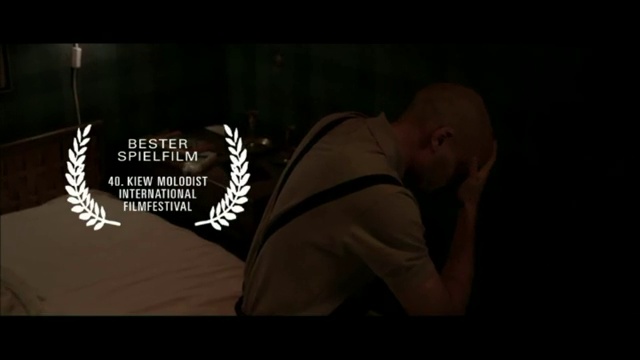 BESTER
SPIELFILM
40. KIEW MOLODIST
INTERNATIONAL
FILMFESTIVAL